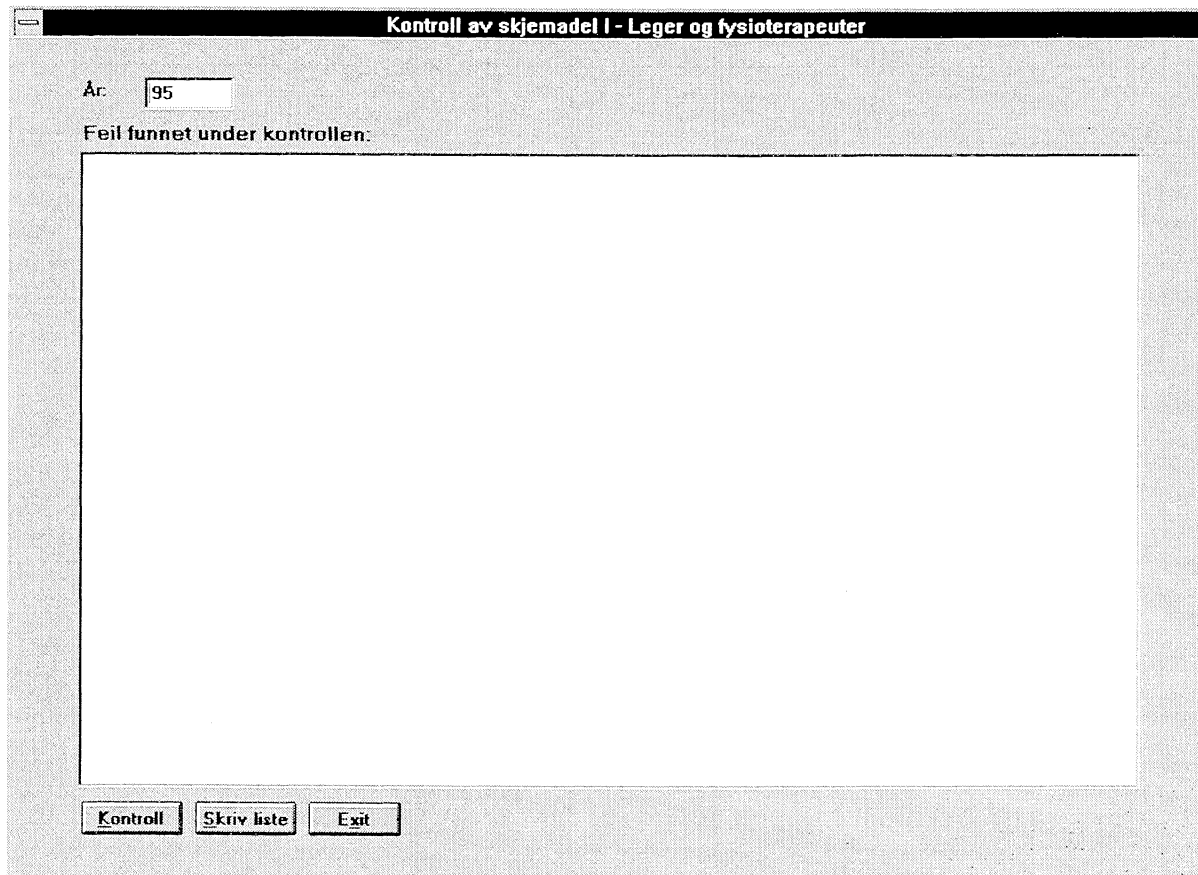 Kontroll av skjemadel I - Leger og fysioterapeuter
År: 95
Feil funnet under kontrollen:
Kontroll Skriv liste Exit